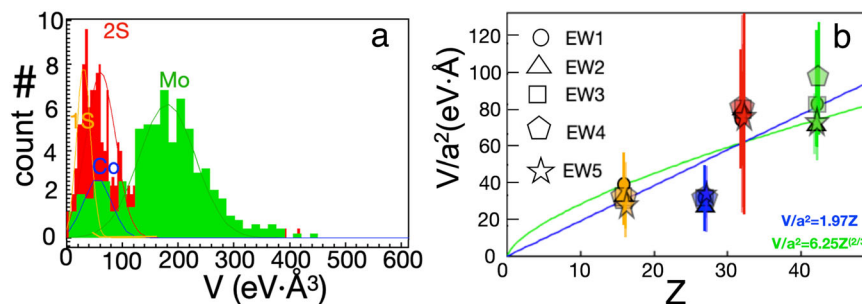 a
2S
Mo
1S
Co
count #
10
8
6
4
2
0
0 100 200 300 400 500 600
V (eV·Å³)
b
EW1
EW2
EW3
EW4
EW5
V/a²(eV·Å)
120
100
80
60
40
20
0
0 10 20 30 40
Z
V/a²=1.97Z
V/a²=6.25Z(2/3